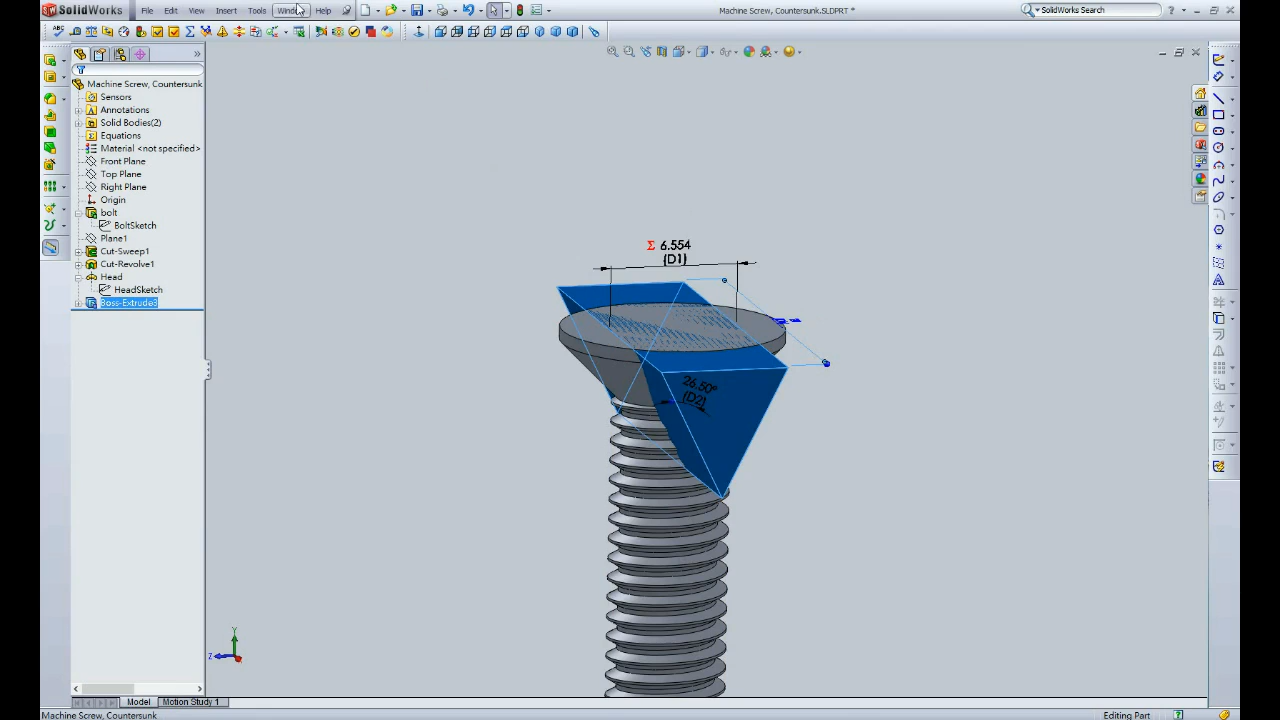 SolidWorks
File Edit View Insert Tools Window Help
Machine Screw, Countersunk.SLDPRT *
SolidWorks Search
Machine Screw, Countersunk
Sensors
Annotations
Solid Bodies(2)
Equations
Material <not specified>
Front Plane
Top Plane
Right Plane
Origin
bolt
BoltSketch
Plane1
Cut-Sweep1
Cut-Revolve1
Head
HeadSketch
Boss-Extrude3
Σ 6.554
(D1)
26.50°
(D2)
Y
Z
Model Motion Study 1
Machine Screw, Countersunk
Editing Part